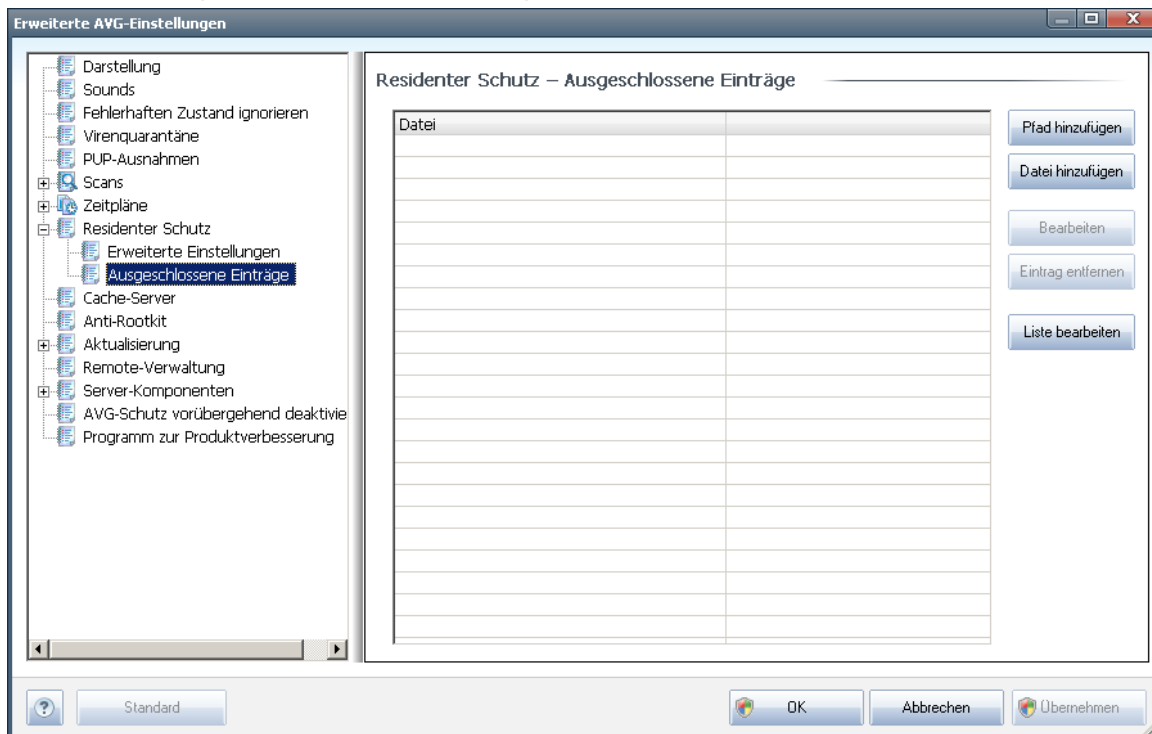 Erweiterte AVG-Einstellungen
Darstellung
Sounds
Fehlerhaften Zustand ignorieren
Virenquarantäne
PUP-Ausnahmen
Scans
Zeitpläne
Residenter Schutz
Erweiterte Einstellungen
Ausgeschlossene Einträge
Cache-Server
Anti-Rootkit
Aktualisierung
Remote-Verwaltung
Server-Komponenten
AVG-Schutz vorübergehend deaktivie
Programm zur Produktverbesserung
Residenter Schutz – Ausgeschlossene Einträge
Datei
Pfad hinzufügen
Datei hinzufügen
Bearbeiten
Eintrag entfernen
Liste bearbeiten
?
Standard
OK
Abbrechen
Übernehmen